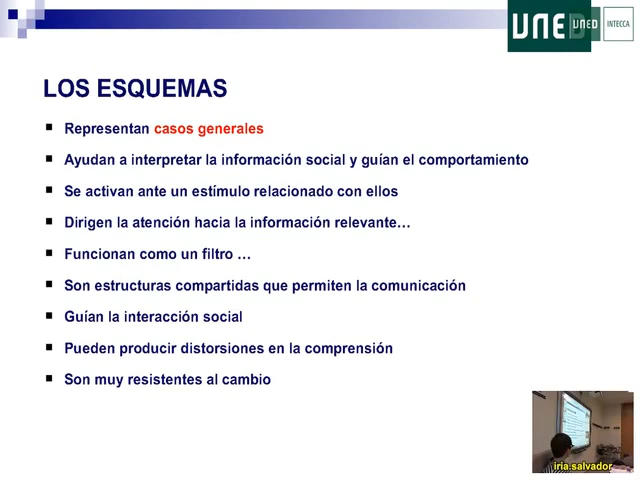 UNED
UNED
INTECCA
LOS ESQUEMAS
Representan casos generales
Ayudan a interpretar la información social y guían el comportamiento
Se activan ante un estímulo relacionado con ellos
Dirigen la atención hacia la información relevante…
Funcionan como un filtro …
Son estructuras compartidas que permiten la comunicación
Guían la interacción social
Pueden producir distorsiones en la comprensión
Son muy resistentes al cambio
iria.salvador